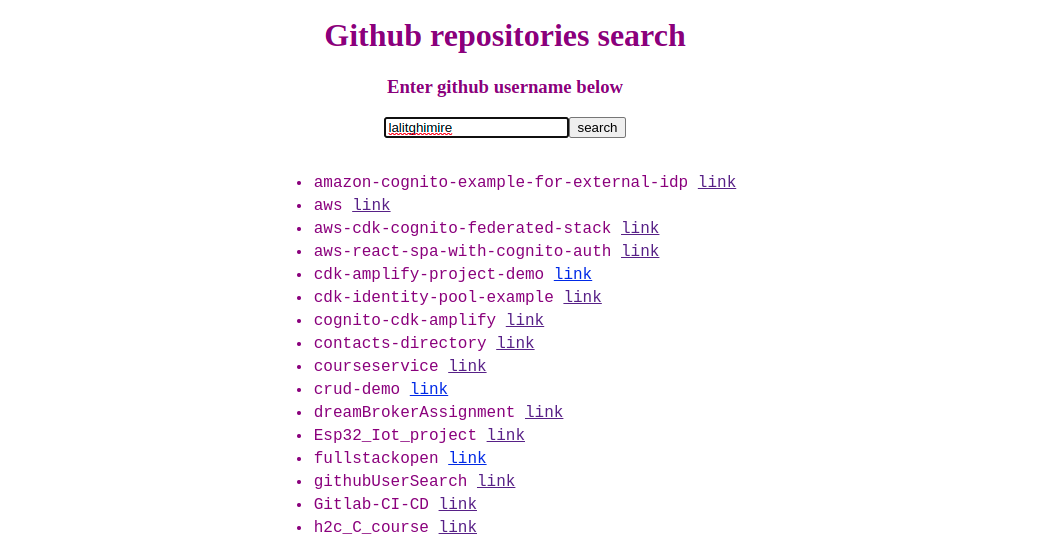 Github repositories search
Enter github username below
lalitghimire search
amazon-cognito-example-for-external-idp link
aws link
aws-cdk-cognito-federated-stack link
aws-react-spa-with-cognito-auth link
cdk-amplify-project-demo link
cdk-identity-pool-example link
cognito-cdk-amplify link
contacts-directory link
courseservice link
crud-demo link
dreamBrokerAssignment link
Esp32_Iot_project link
fullstackopen link
githubUserSearch link
Gitlab-CI-CD link
h2c_C_course link